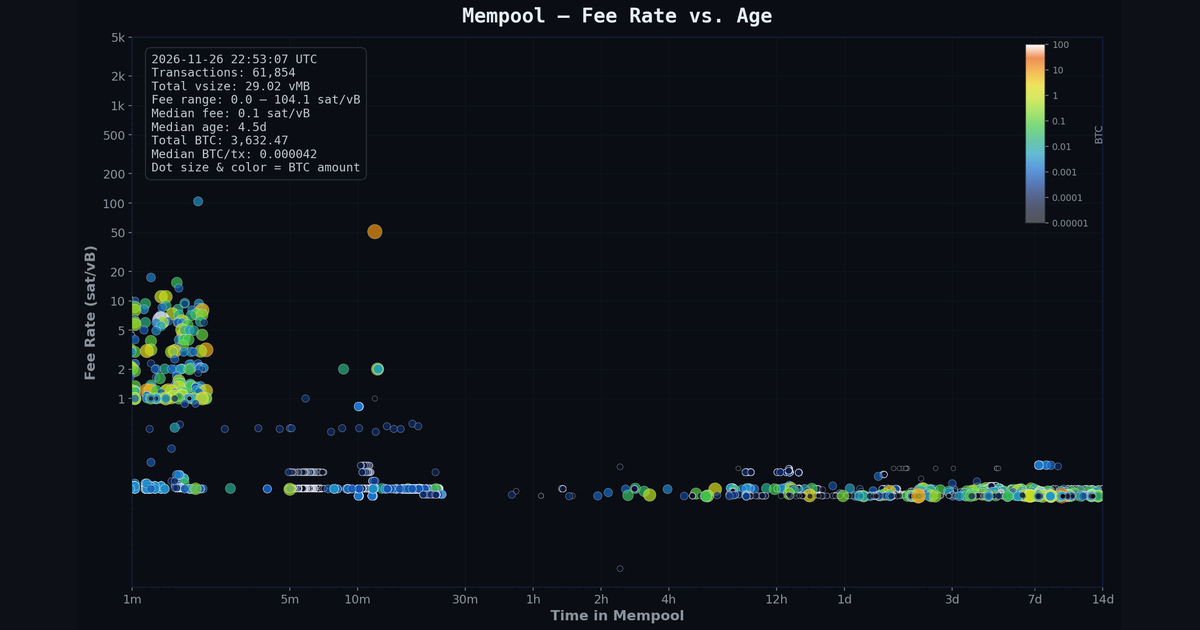 Mempool — Fee Rate vs. Age
2026-11-26 22:53:07 UTC
Transactions: 61,854
Total vsize: 29.02 vMB
Fee range: 0.0 — 104.1 sat/vB
Median fee: 0.1 sat/vB
Median age: 4.5d
Total BTC: 3,632.47
Median BTC/tx: 0.000042
Dot size & color = BTC amount
5k
2k
1k
500
200
100
50
20
10
5
2
1
Fee Rate (sat/vB)
100
10
1
0.1
0.01
0.001
0.0001
0.00001
BTC
1m 5m 10m 30m 1h 2h 4h 12h 1d 3d 7d 14d
Time in Mempool